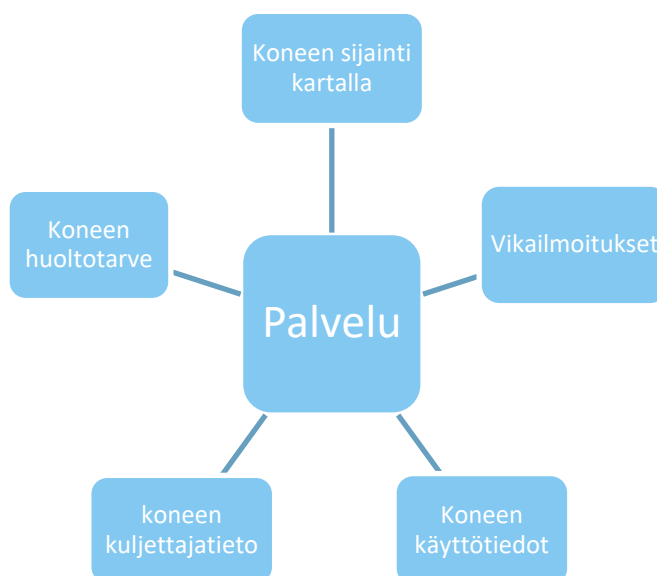 Koneen sijainti
kartalla
Koneen
huoltotarve
Vikailmoitukset
Palvelu
koneen
kuljettajatieto
Koneen
käyttötiedot